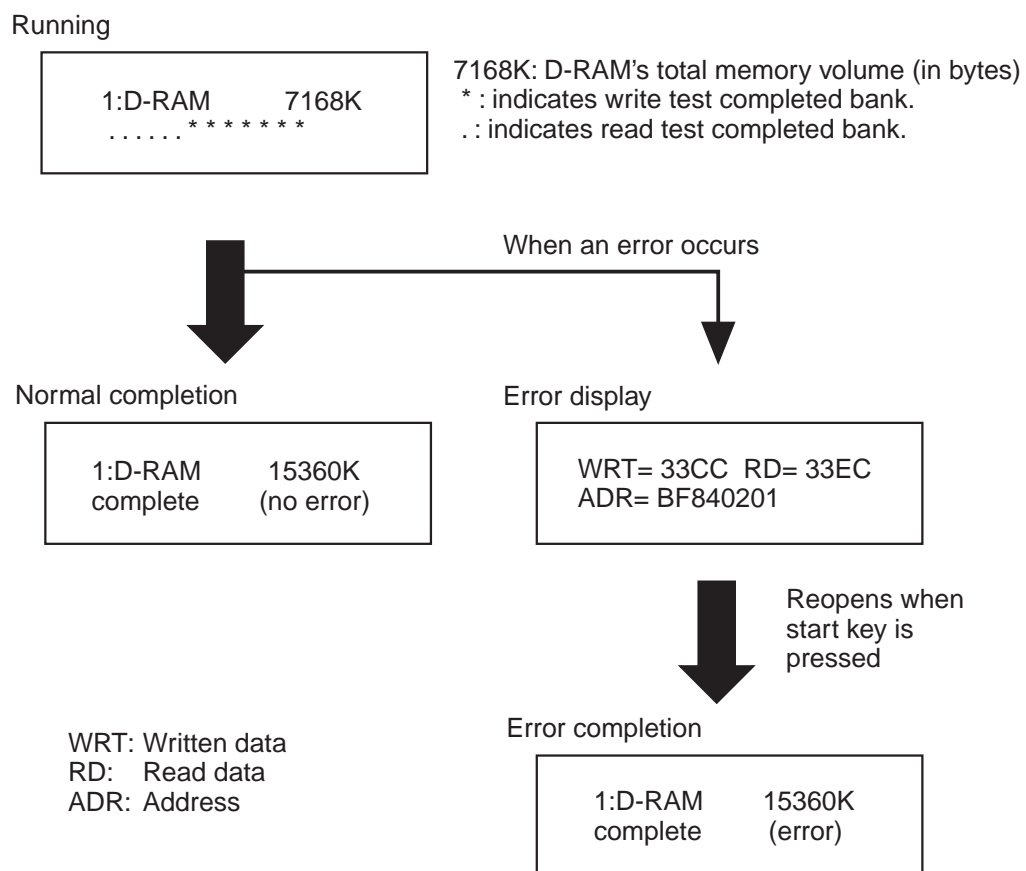 Running
1:D-RAM 7168K
. . . . . . * * * * * * *
7168K: D-RAM's total memory volume (in bytes)
* : indicates write test completed bank.
. : indicates read test completed bank.
When an error occurs
Normal completion
1:D-RAM 15360K
complete (no error)
Error display
WRT= 33CC RD= 33EC
ADR= BF840201
Reopens when
start key is
pressed
WRT: Written data
RD: Read data
ADR: Address
Error completion
1:D-RAM 15360K
complete (error)